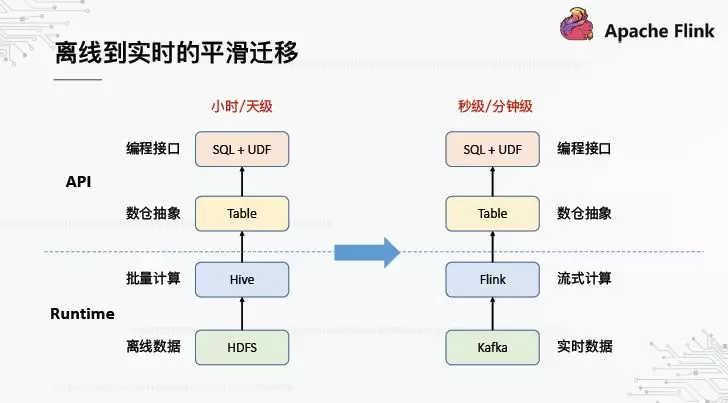 Apache Flink
离线到实时的平滑迁移
小时/天级
秒级/分钟级
编程接口
SQL + UDF
SQL + UDF
编程接口
API
数仓抽象
Table
Table
数仓抽象
批量计算
Hive
Flink
流式计算
Runtime
离线数据
HDFS
Kafka
实时数据